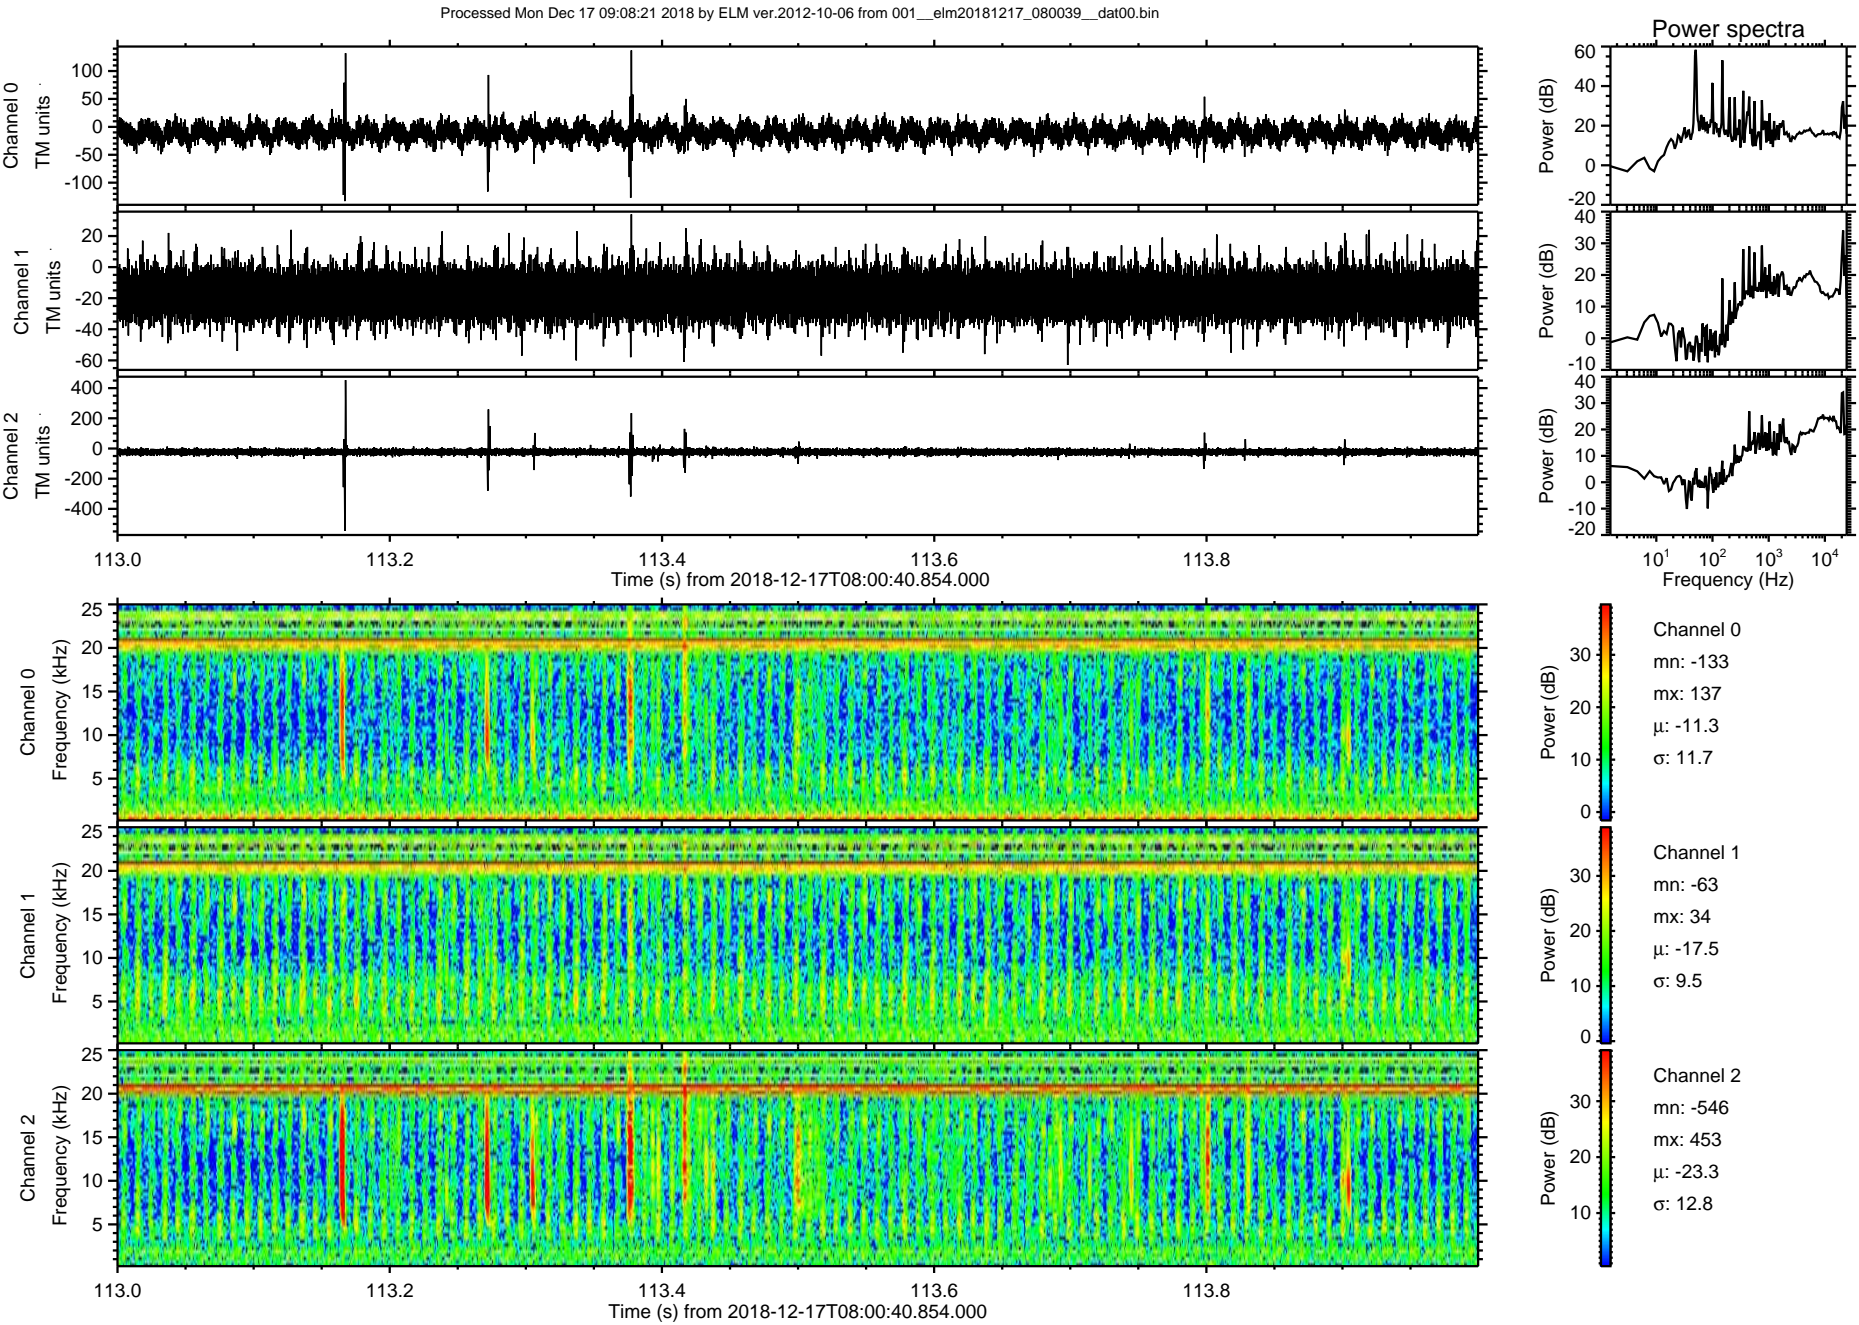 Processed Mon Dec 17 09:08:21 2018 by ELM ver.2012-10-06 from 001__elm20181217_080039__dat00.bin
Power spectra
Channel 0
TM units
100
50
0
-50
-100
Power (dB)
60
40
20
0
-20
Channel 1
TM units
20
0
-20
-40
-60
Power (dB)
40
30
20
10
0
-10
Channel 2
TM units
400
200
0
-200
-400
Power (dB)
40
30
20
10
0
-10
-20
113.0 113.2 113.4 113.6 113.8
Time (s) from 2018-12-17T08:00:40.854.000
10¹ 10² 10³ 10⁴
Frequency (Hz)
Channel 0
Frequency (kHz)
25
20
15
10
5
Power (dB)
30
20
10
0
Channel 0
mn: -133
mx: 137
µ: -11.3
σ: 11.7
Channel 1
Frequency (kHz)
25
20
15
10
5
Power (dB)
30
20
10
0
Channel 1
mn: -63
mx: 34
µ: -17.5
σ: 9.5
Channel 2
Frequency (kHz)
25
20
15
10
5
Power (dB)
30
20
10
Channel 2
mn: -546
mx: 453
µ: -23.3
σ: 12.8
113.0 113.2 113.4 113.6 113.8
Time (s) from 2018-12-17T08:00:40.854.000